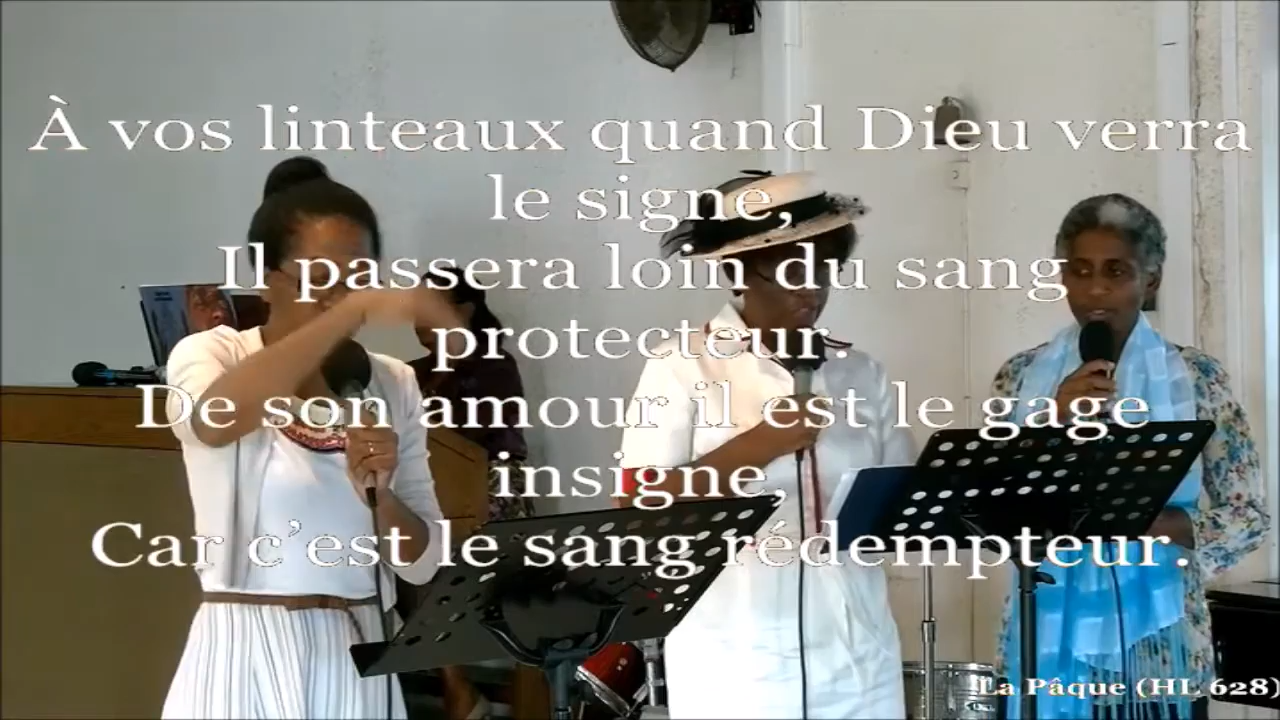 À vos linteaux quand Dieu verra
le signe,
Il passera loin du sang
protecteur.
De son amour il est le gage
insigne,
Car c’est le sang rédempteur.
La Pâque (HL 628)